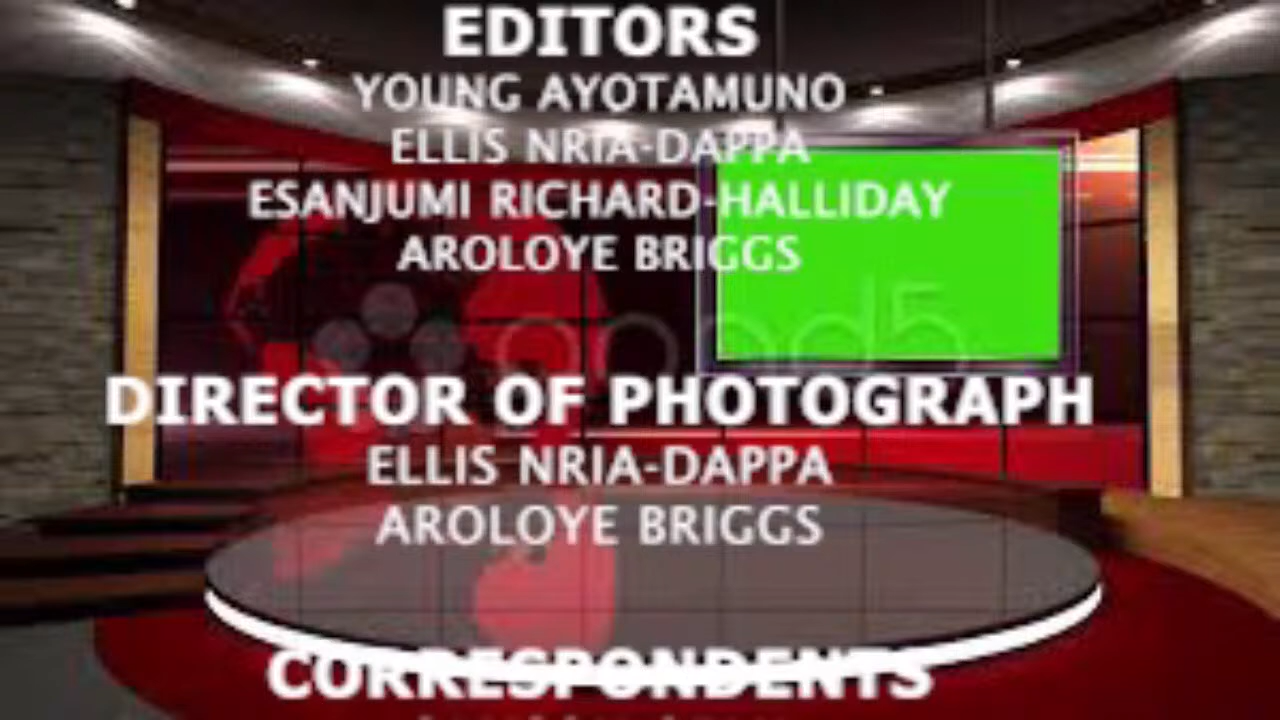 EDITORS
YOUNG AYOTAMUNO
ELLIS NRIA-DAPPA
ESANJUMI RICHARD-HALLIDAY
AROLOYE BRIGGS
pond5
DIRECTOR OF PHOTOGRAPH
ELLIS NRIA-DAPPA
AROLOYE BRIGGS
CORRESPONDENTS